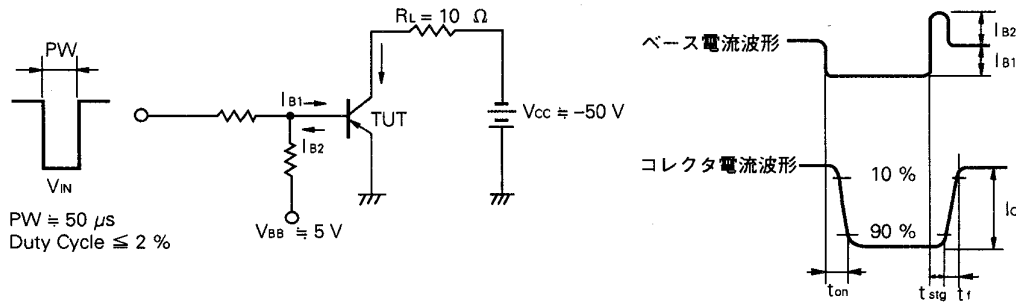 PW
V_IN
PW ≒ 50 μs
Duty Cycle ≦ 2 %
R_L = 10 Ω
I_B1
TUT
I_B2
V_BB ≒ 5 V
V_CC ≒ -50 V
ベース電流波形
I_B2
I_B1
コレクタ電流波形
10 %
90 %
I_C
t_on
t_stg
t_f